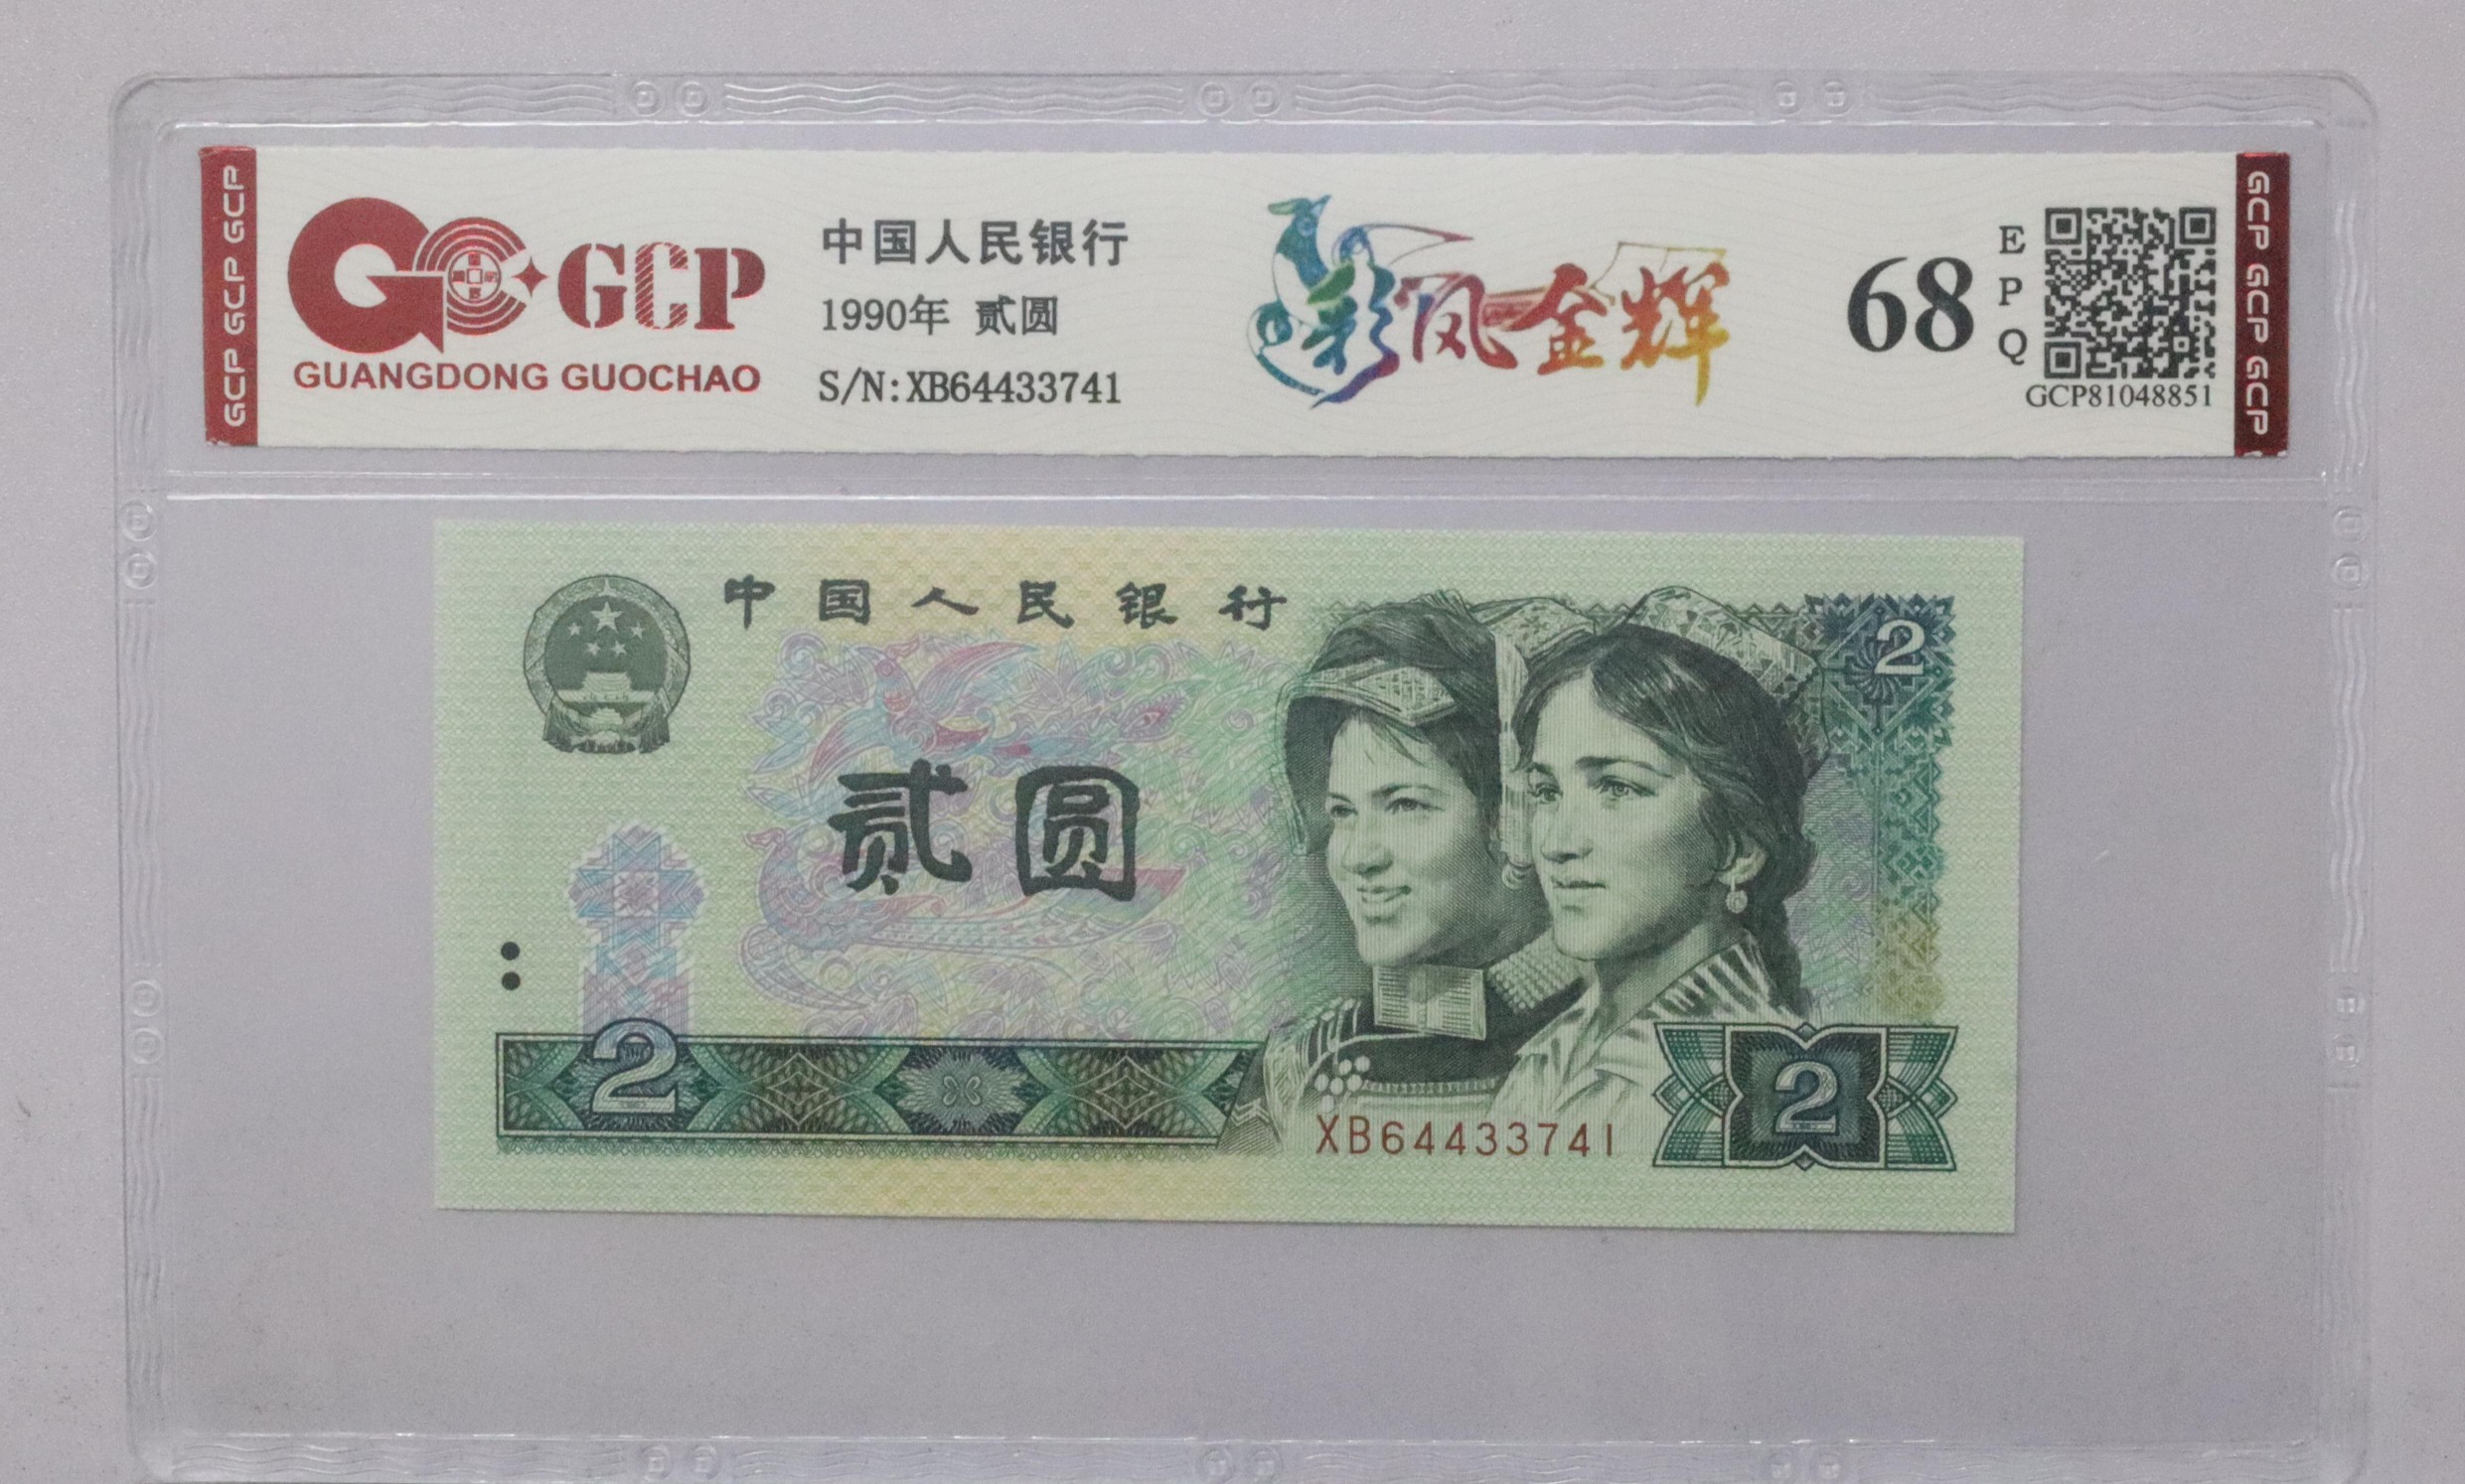 GCP GCP GCP
GCP
GUANGDONG GUOCHAO
中国人民银行
1990年 贰圆
S/N:XB64433741
彩凤金辉
68
E
P
Q
GCP81048851
GCP GCP GCP
中国人民银行
2
贰圆
2
XB64433741
2